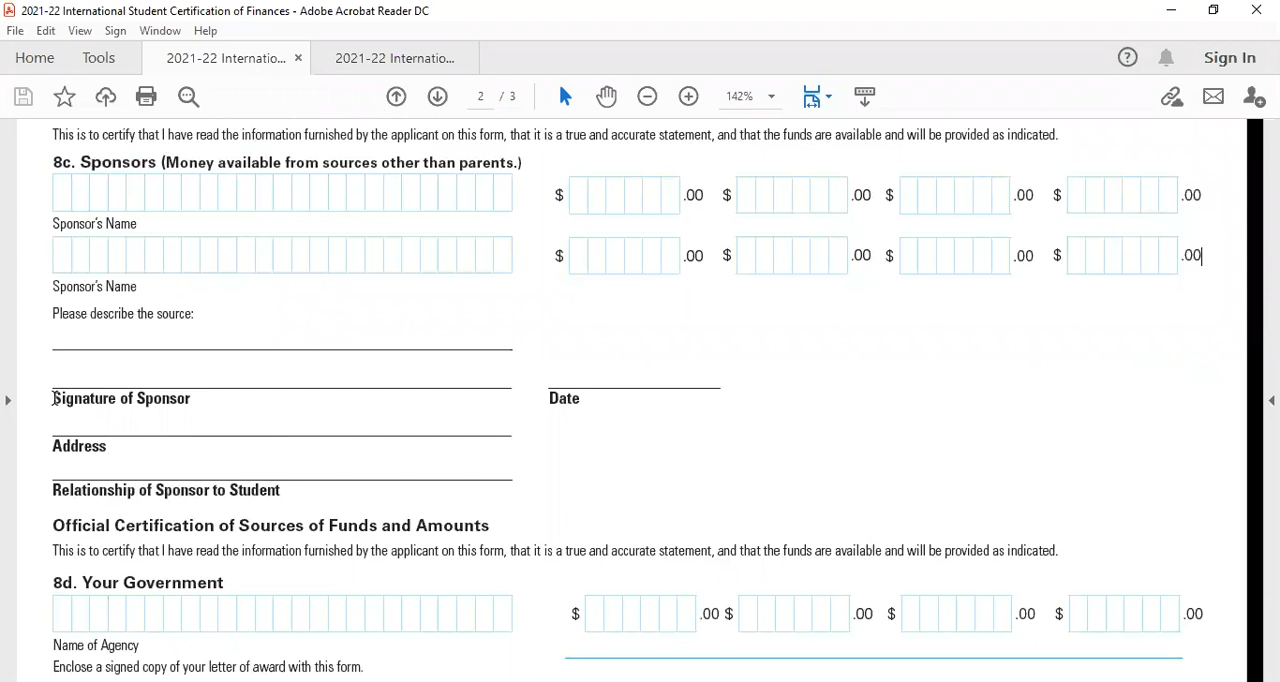 2021-22 International Student Certification of Finances - Adobe Acrobat Reader DC
File Edit View Sign Window Help
Home Tools 2021-22 Internatio... × 2021-22 Internatio... Sign In
2 / 3 142%
This is to certify that I have read the information furnished by the applicant on this form, that it is a true and accurate statement, and that the funds are available and will be provided as indicated.
8c. Sponsors (Money available from sources other than parents.)
$ .00 $ .00 $ .00 $ .00
Sponsor's Name
$ .00 $ .00 $ .00 $ .00
Sponsor's Name
Please describe the source:
Signature of Sponsor Date
Address
Relationship of Sponsor to Student
Official Certification of Sources of Funds and Amounts
This is to certify that I have read the information furnished by the applicant on this form, that it is a true and accurate statement, and that the funds are available and will be provided as indicated.
8d. Your Government
$ .00 $ .00 $ .00 $ .00
Name of Agency
Enclose a signed copy of your letter of award with this form.